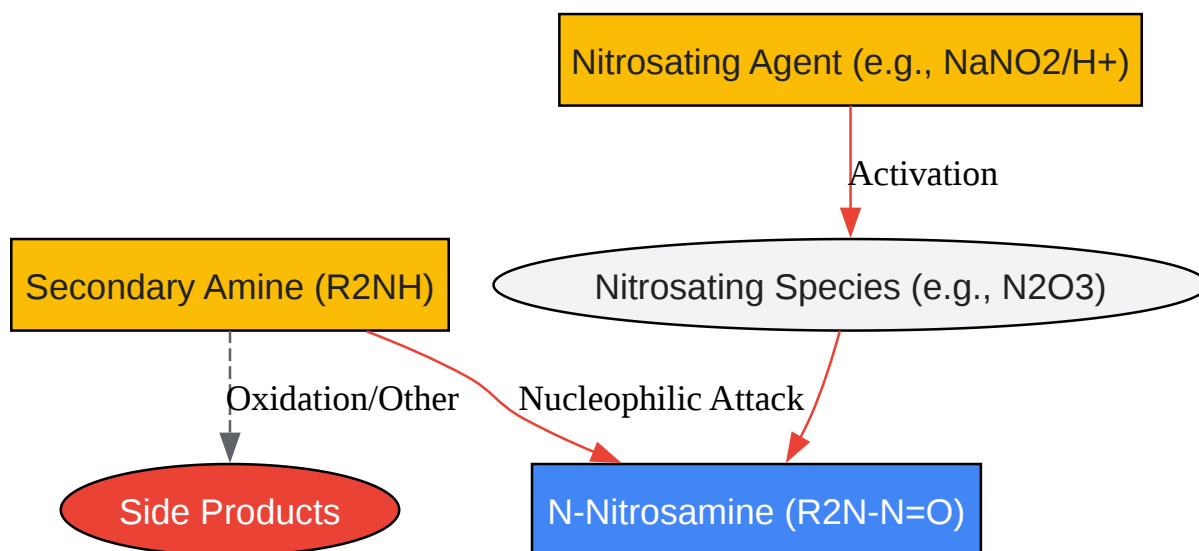 Nitrosating Agent (e.g., NaNO2/H+)
Activation
Secondary Amine (R2NH)
Nitrosating Species (e.g., N2O3)
Oxidation/Other
Nucleophilic Attack
Side Products
N-Nitrosamine (R2N-N=O)